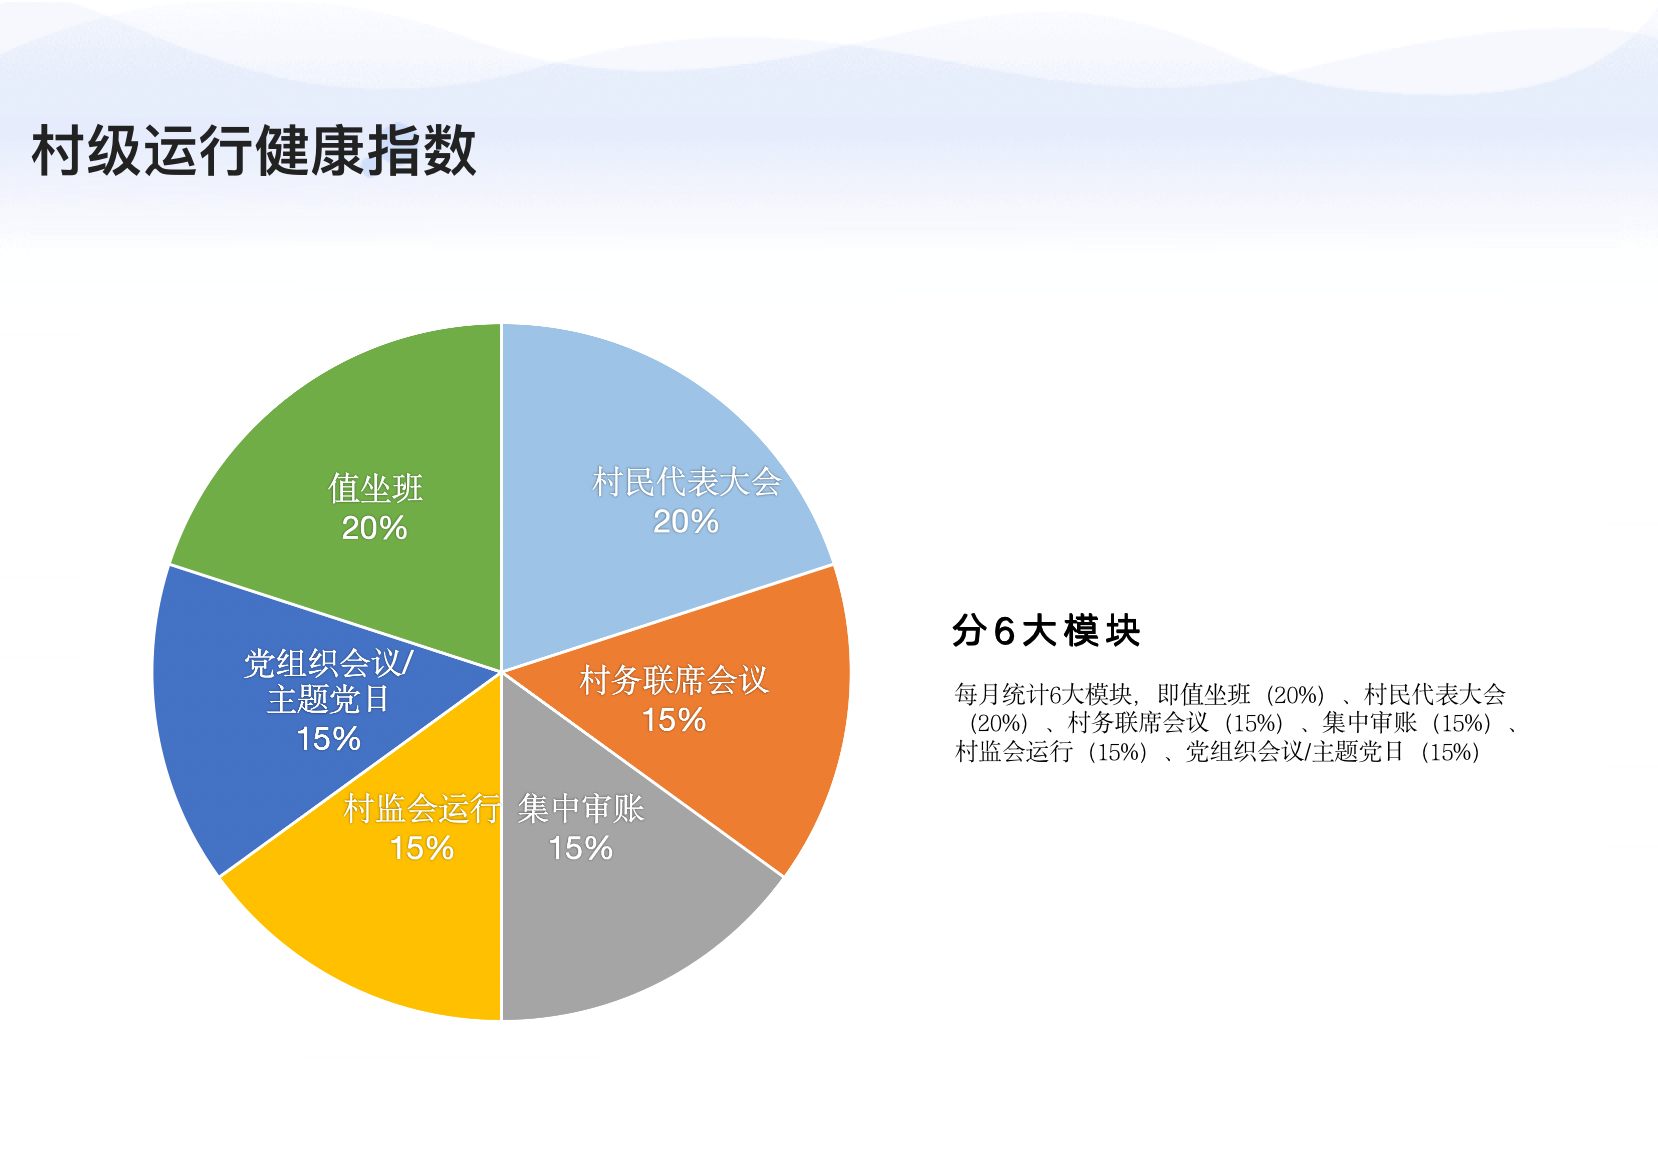 村级运行健康指数
值坐班
20%
村民代表大会
20%
党组织会议/
主题党日
15%
村务联席会议
15%
村监会运行
15%
集中审账
15%
分6大模块
每月统计6大模块，即值坐班（20%）、村民代表大会
（20%）、村务联席会议（15%）、集中审账（15%）、
村监会运行（15%）、党组织会议/主题党日（15%）